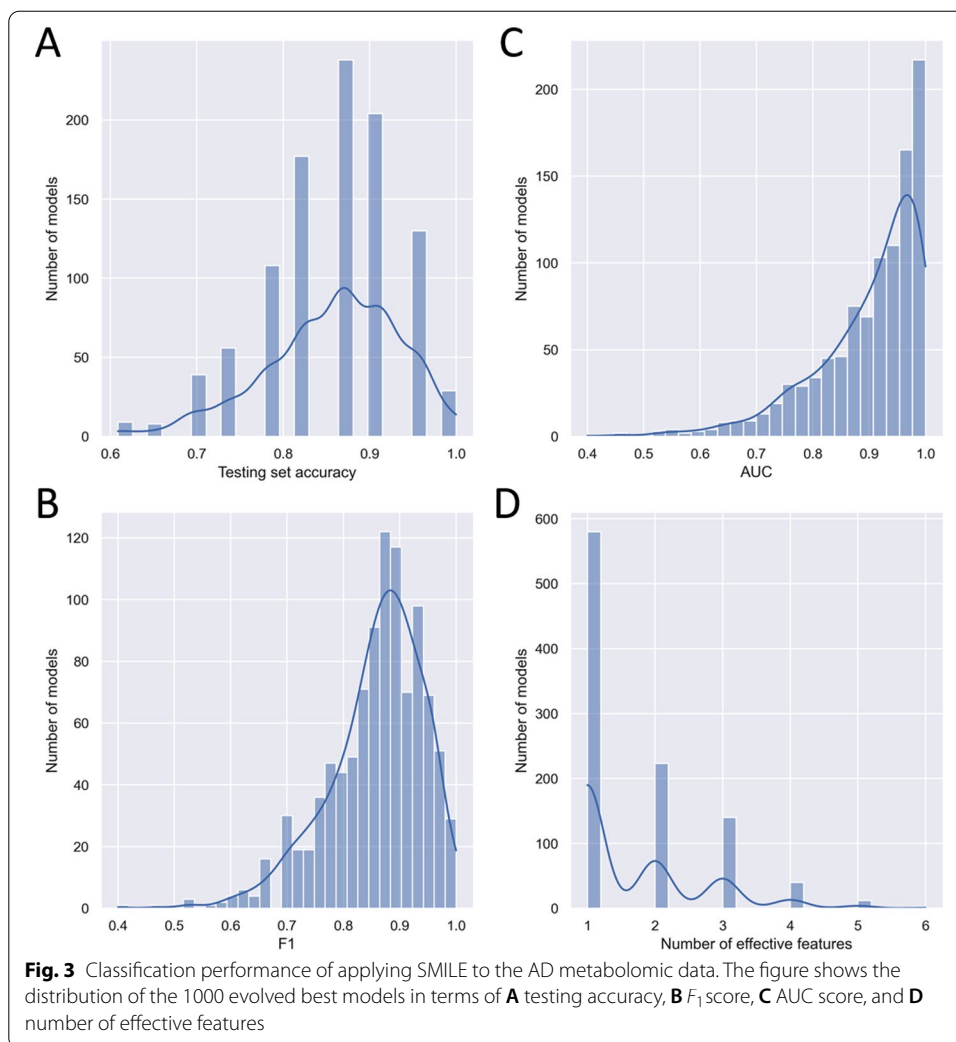 A
Number of models
200
150
100
50
0
0.6 0.7 0.8 0.9 1.0
Testing set accuracy
C
Number of models
200
150
100
50
0
0.4 0.5 0.6 0.7 0.8 0.9 1.0
AUC
B
Number of models
120
100
80
60
40
20
0
0.4 0.5 0.6 0.7 0.8 0.9 1.0
F1
D
Number of models
600
500
400
300
200
100
0
1 2 3 4 5 6
Number of effective features
Fig. 3 Classification performance of applying SMILE to the AD metabolomic data. The figure shows the
distribution of the 1000 evolved best models in terms of A testing accuracy, B F1 score, C AUC score, and D
number of effective features